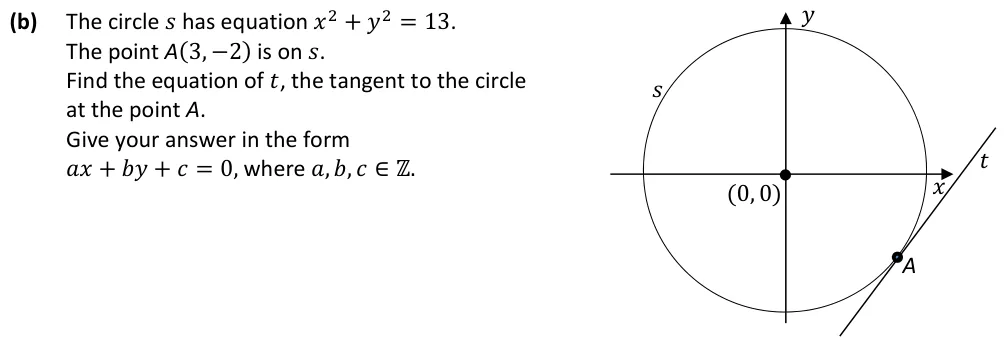 (b) The circle s has equation x² + y² = 13.
The point A(3, −2) is on s.
Find the equation of t, the tangent to the circle
at the point A.
Give your answer in the form
ax + by + c = 0, where a, b, c ∈ ℤ.
y
s
t
x
(0, 0)
A